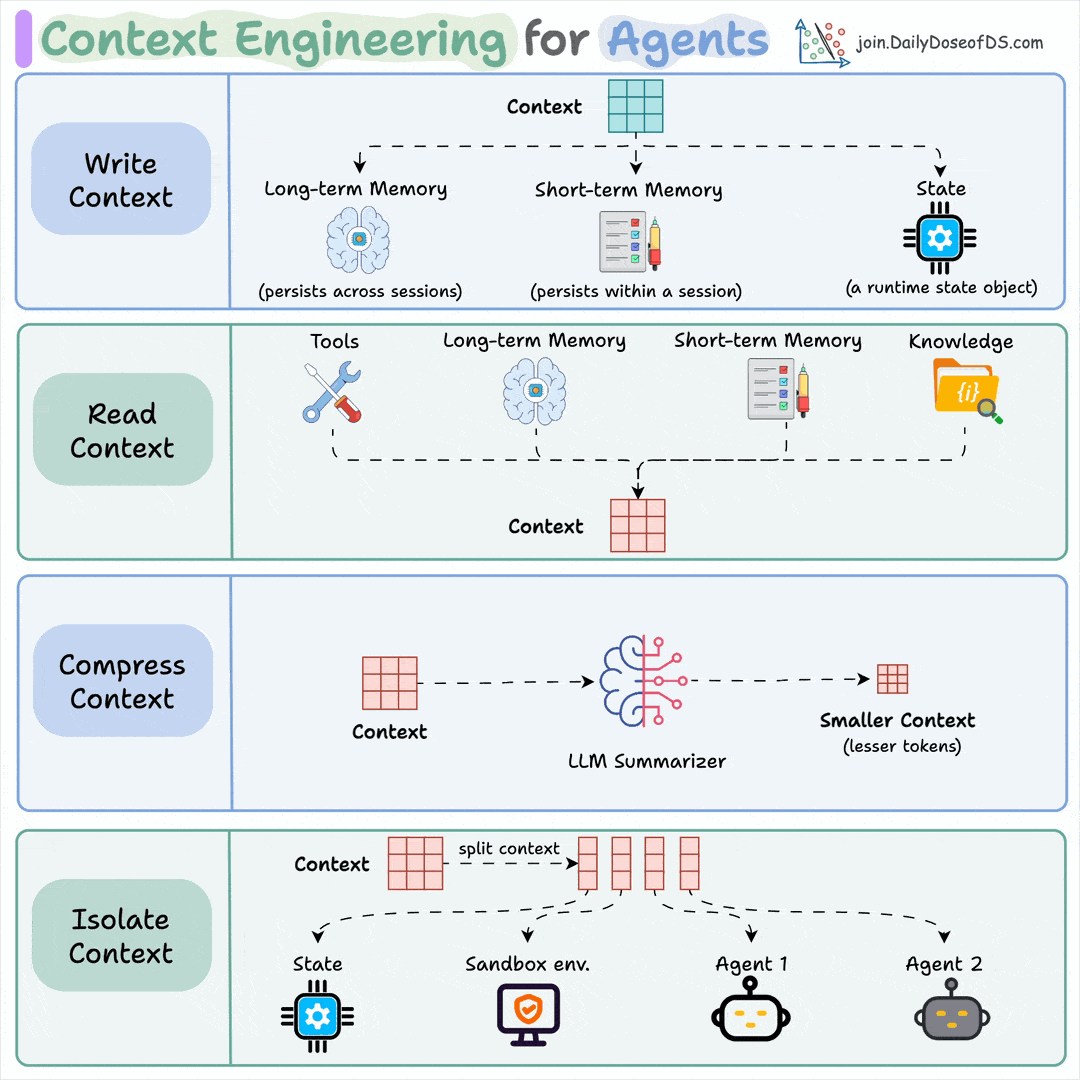 Context Engineering for Agents
join.DailyDoseofDS.com
Write
Context
Context
Long-term Memory
Short-term Memory
State
(persists across sessions)
(persists within a session)
(a runtime state object)
Read
Context
Tools
Long-term Memory
Short-term Memory
Knowledge
{i}
Context
Compress
Context
Context
LLM Summarizer
Smaller Context
(lesser tokens)
Isolate
Context
Context
split context
State
Sandbox env.
Agent 1
Agent 2